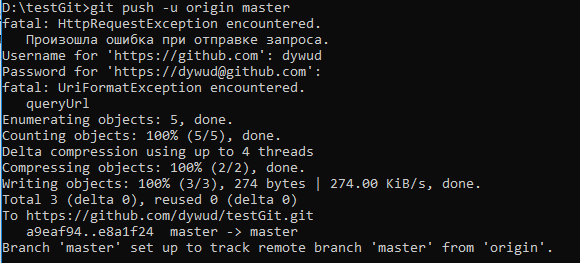 D:\testGit>git push -u origin master
fatal: HttpRequestException encountered.
   Произошла ошибка при отправке запроса.
Username for 'https://github.com': dywud
Password for 'https://dywud@github.com':
fatal: UriFormatException encountered.
   queryUrl
Enumerating objects: 5, done.
Counting objects: 100% (5/5), done.
Delta compression using up to 4 threads
Compressing objects: 100% (2/2), done.
Writing objects: 100% (3/3), 274 bytes | 274.00 KiB/s, done.
Total 3 (delta 0), reused 0 (delta 0)
To https://github.com/dywud/testGit.git
   a9eaf94..e8a1f24  master -> master
Branch 'master' set up to track remote branch 'master' from 'origin'.